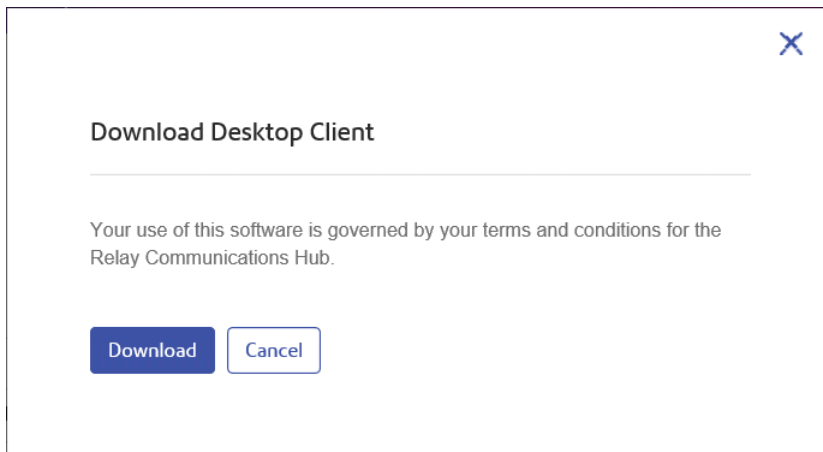 Download Desktop Client
Your use of this software is governed by your terms and conditions for the
Relay Communications Hub.
Download
Cancel